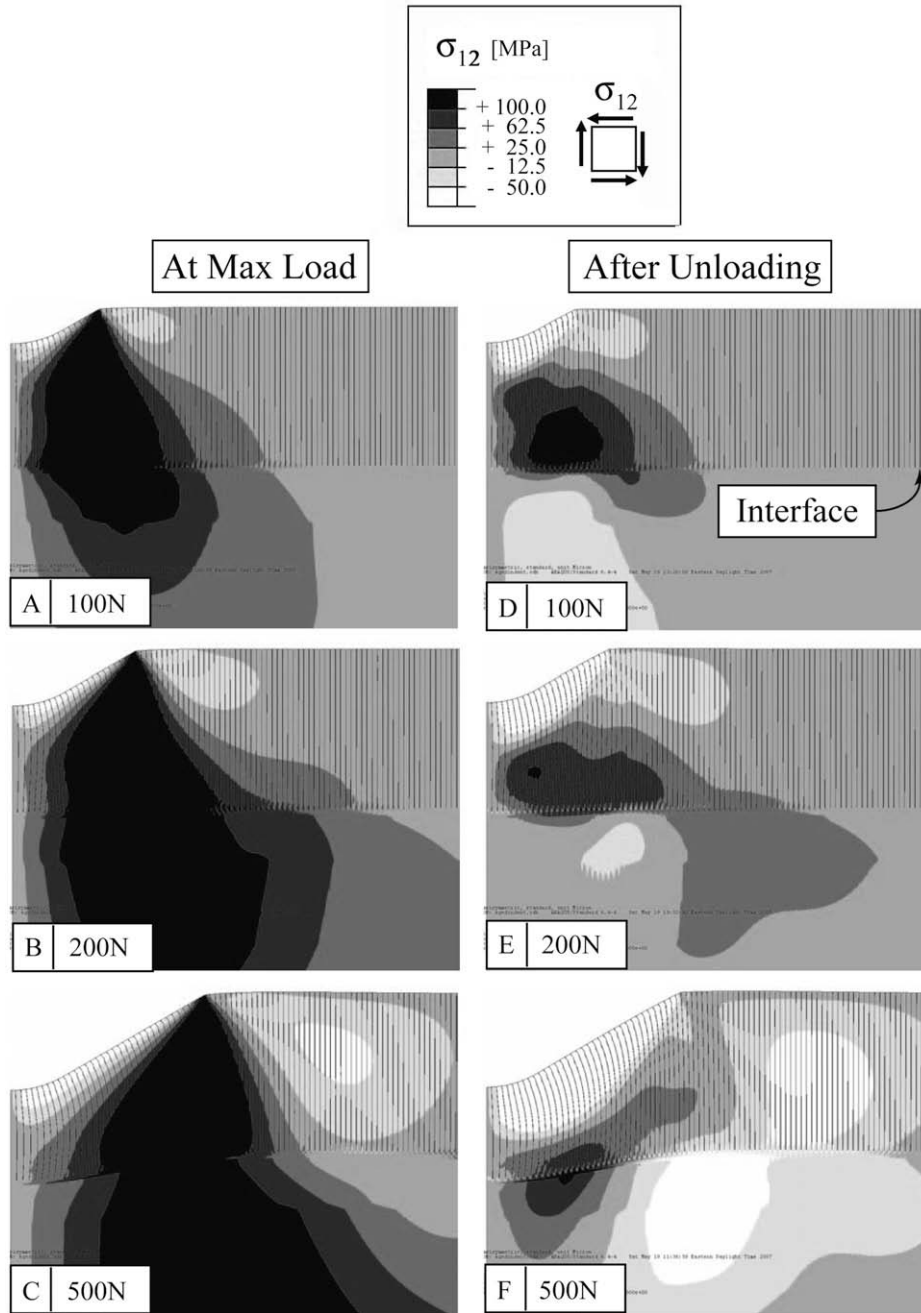 σ12 [MPa]
+ 100.0
+ 62.5
+ 25.0
- 12.5
- 50.0
σ12
At Max Load
After Unloading
Interface
A 100N
D 100N
B 200N
E 200N
C 500N
F 500N